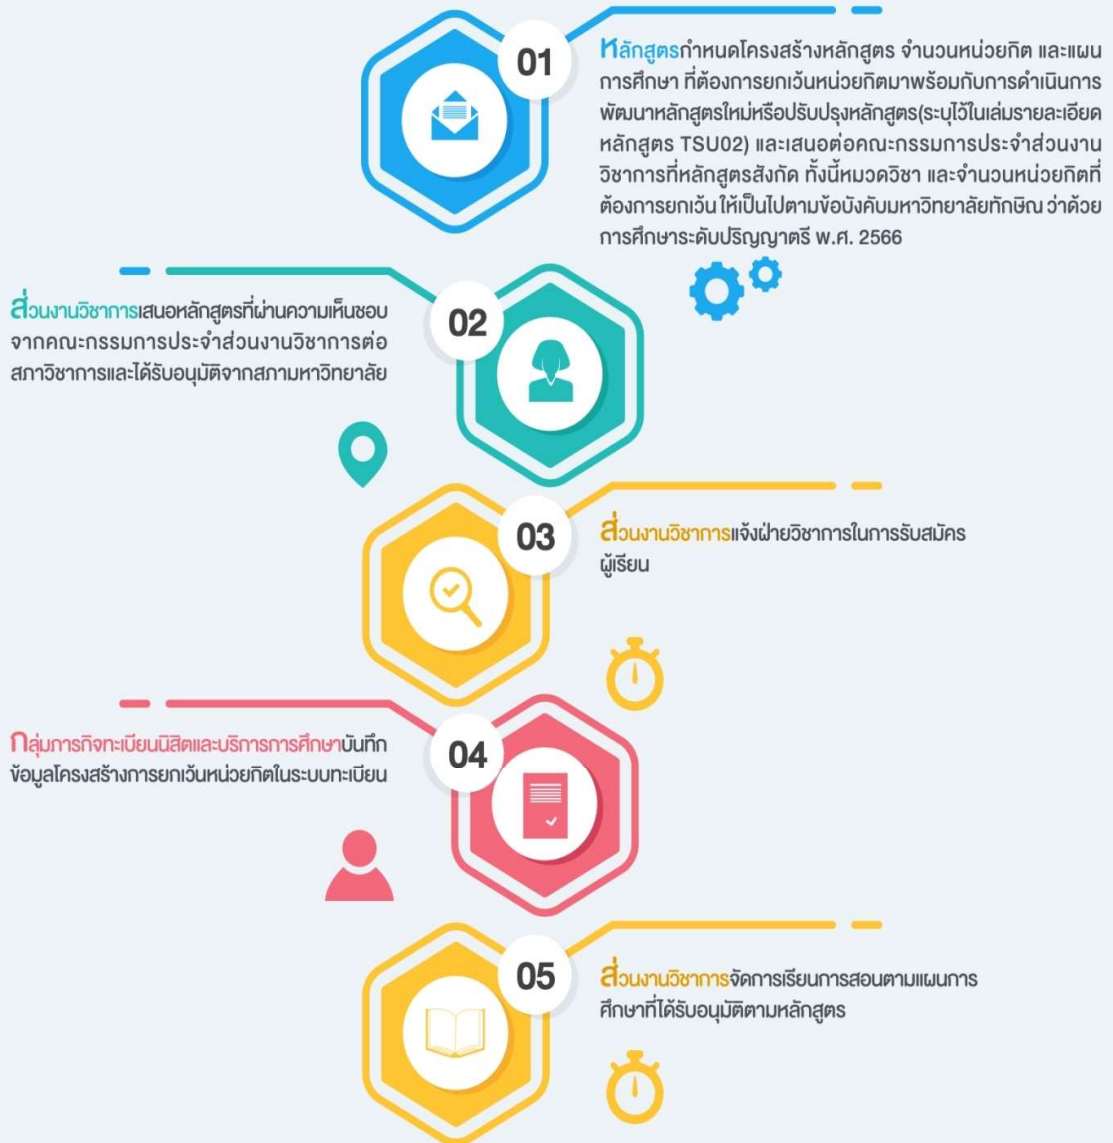 01
หลักสูตรกำหนดโครงสร้างหลักสูตร จำนวนหน่วยกิต และแผน
การศึกษา ที่ต้องการยกเว้นหน่วยกิตมาพร้อมกับการดำเนินการ
พัฒนาหลักสูตรใหม่หรือปรับปรุงหลักสูตร(ระบุไว้ในเล่มรายละเอียด
หลักสูตร TSU02) และเสนอต่อคณะกรรมการประจำส่วนงาน
วิชาการที่หลักสูตรสังกัด ทั้งนี้หมวดวิชา และจำนวนหน่วยกิตที่
ต้องการยกเว้น ให้เป็นไปตามข้อบังคับมหาวิทยาลัยทักษิณ ว่าด้วย
การศึกษาระดับปริญญาตรี พ.ศ. 2566
02
ส่วนงานวิชาการเสนอหลักสูตรที่ผ่านความเห็นชอบ
จากคณะกรรมการประจำส่วนงานวิชาการต่อ
สภาวิชาการและได้รับอนุมัติจากสภามหาวิทยาลัย
03
ส่วนงานวิชาการแจ้งฝ่ายวิชาการในการรับสมัคร
ผู้เรียน
04
กลุ่มภารกิจทะเบียนนิสิตและบริการการศึกษาบันทึก
ข้อมูลโครงสร้างการยกเว้นหน่วยกิตในระบบทะเบียน
05
ส่วนงานวิชาการจัดการเรียนการสอนตามแผนการ
ศึกษาที่ได้รับอนุมัติตามหลักสูตร